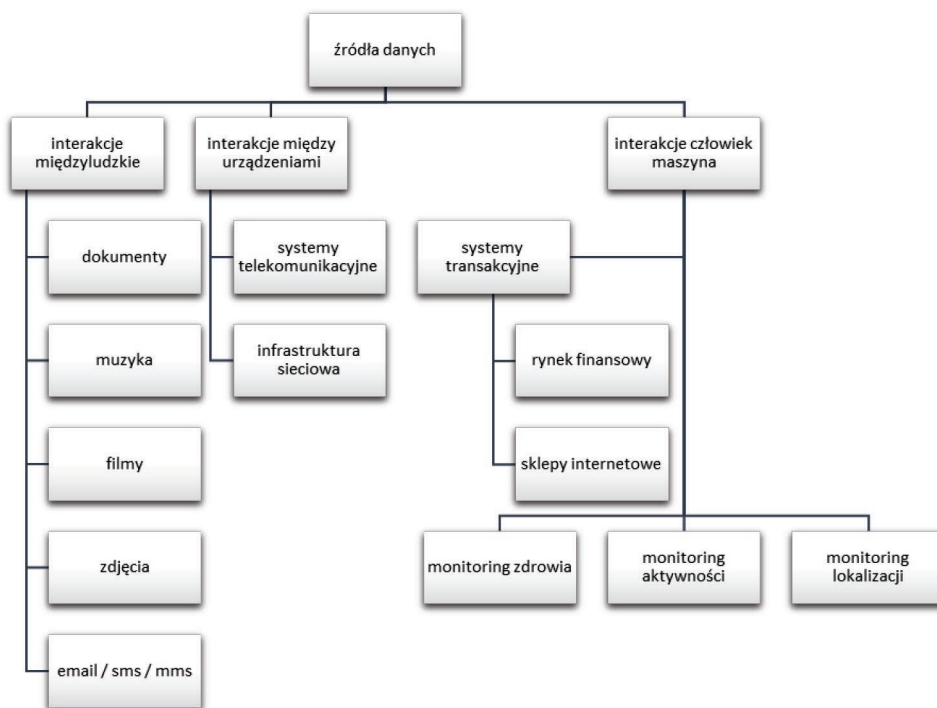 źródła danych
interakcje
międzyludzkie
interakcje między
urządzeniami
interakcje człowiek
maszyna
dokumenty
muzyka
filmy
zdjęcia
email / sms / mms
systemy
telekomunikacyjne
infrastruktura
sieciowa
systemy
transakcyjne
rynek finansowy
sklepy internetowe
monitoring zdrowia
monitoring
aktywności
monitoring
lokalizacji